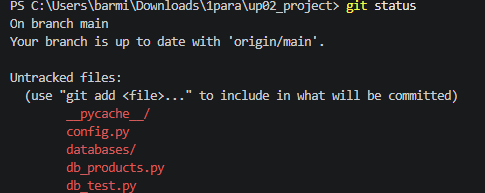 PS C:\Users\barmi\Downloads\1para\up02_project> git status
On branch main
Your branch is up to date with 'origin/main'.
Untracked files:
(use "git add <file>..." to include in what will be committed)
__pycache__/
config.py
databases/
db_products.py
db_test.py